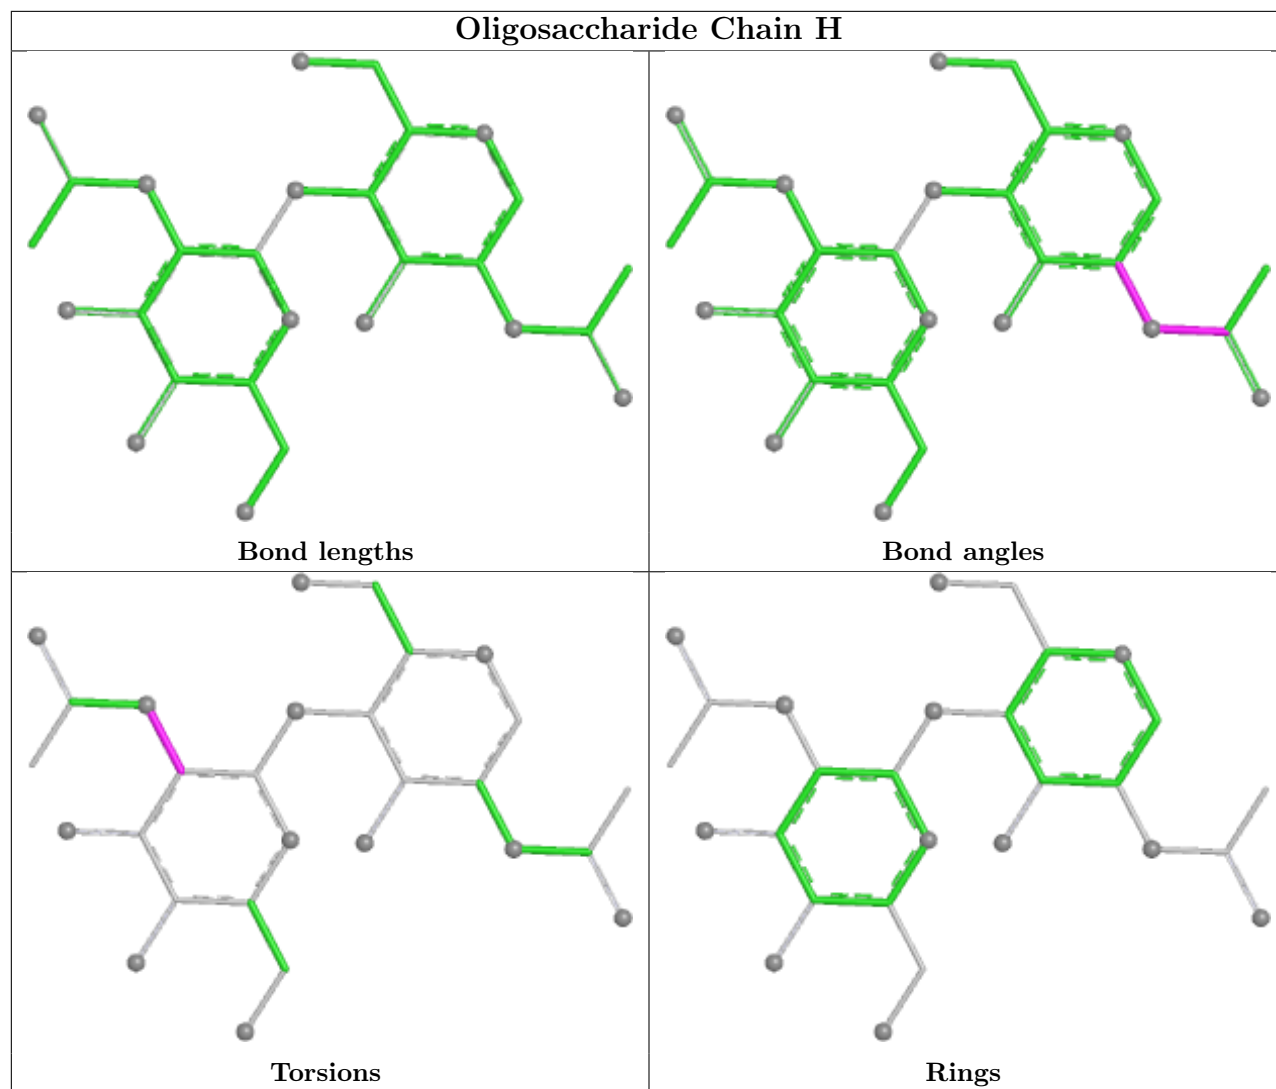 Oligosaccharide Chain H
Bond lengths
Bond angles
Torsions
Rings